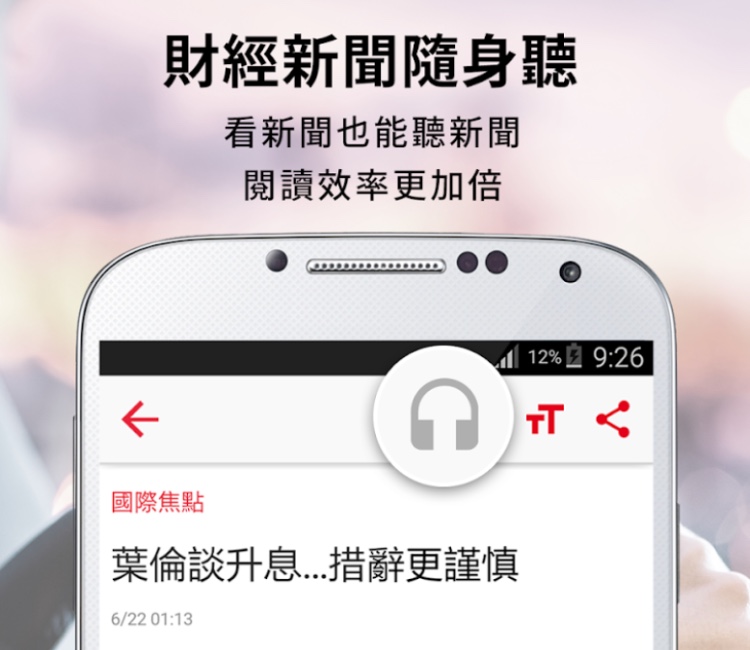 財經新聞隨身聽
看新聞也能聽新聞
閱讀效率更加倍
12% 9:26
TT
國際焦點
葉倫談升息...措辭更謹慎
6/22 01:13